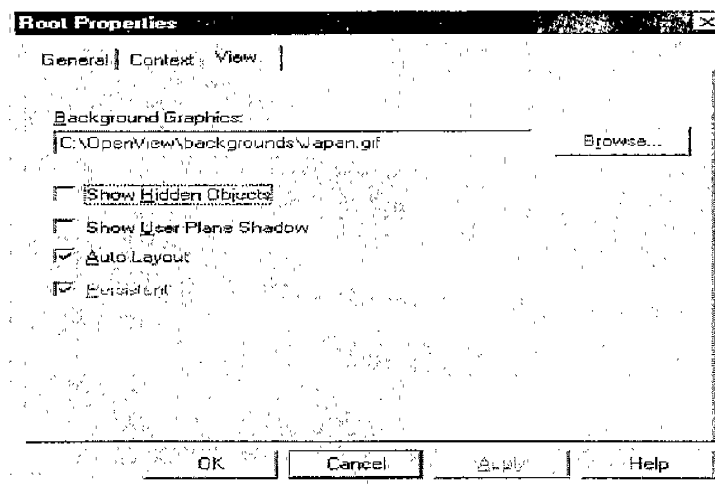 Root Properties
General Context View
Background Graphics:
C:\OpenView\backgrounds\Japan.gif
Browse...
Show Hidden Objects
Show User Plane Shadow
Auto Layout
Persistent
OK Cancel Apply Help